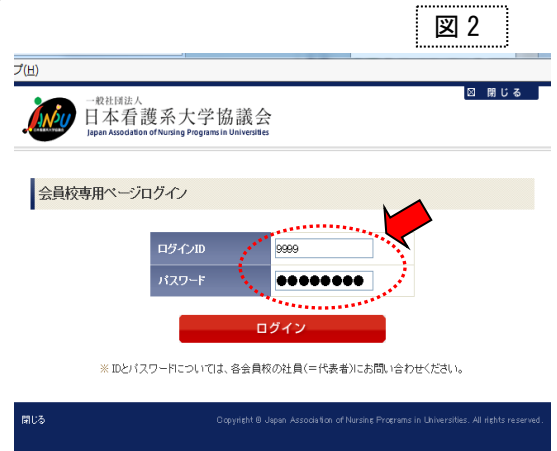 図 2
プ(H)
一般社団法人
日本看護系大学協議会
Japan Association of Nursing Programs in Universities
JANPU
閉じる
会員校専用ページログイン
ログインID
9999
パスワード
●●●●●●●●
ログイン
※ IDとパスワードについては、各会員校の社員(=代表者)にお問い合わせください。
閉じる
Copyright © Japan Association of Nursing Programs in Universities. All rights reserved.